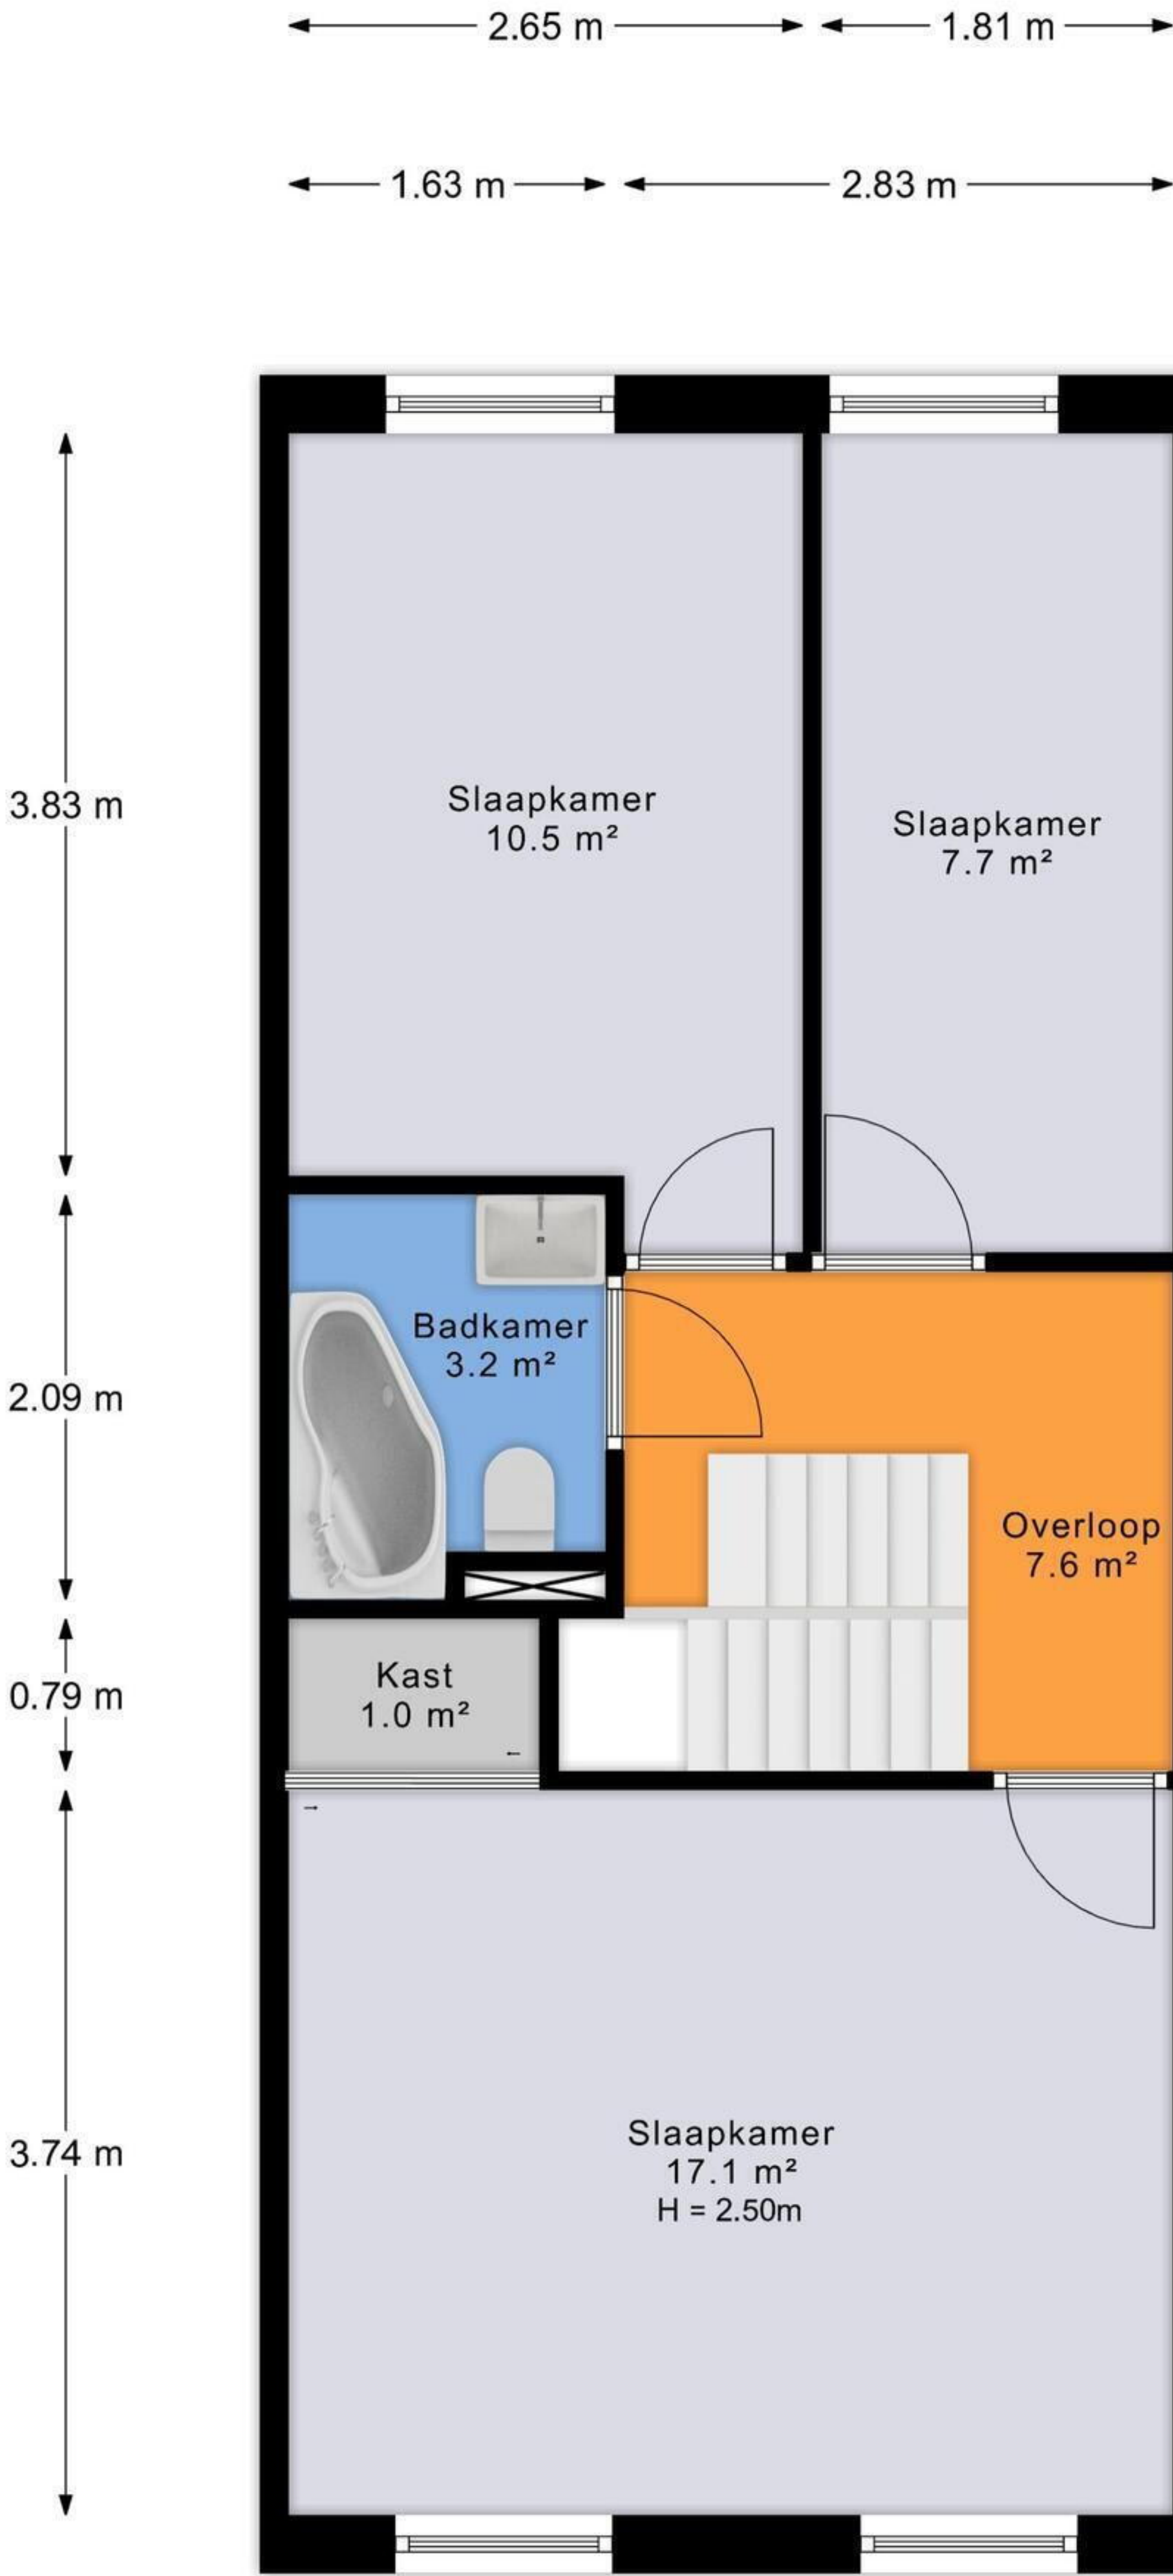 2.65 m
1.81 m
1.63 m
2.83 m
3.83 m
Slaapkamer
10.5 m²
Slaapkamer
7.7 m²
2.09 m
Badkamer
3.2 m²
Overloop
7.6 m²
0.79 m
Kast
1.0 m²
3.74 m
Slaapkamer
17.1 m²
H = 2.50m